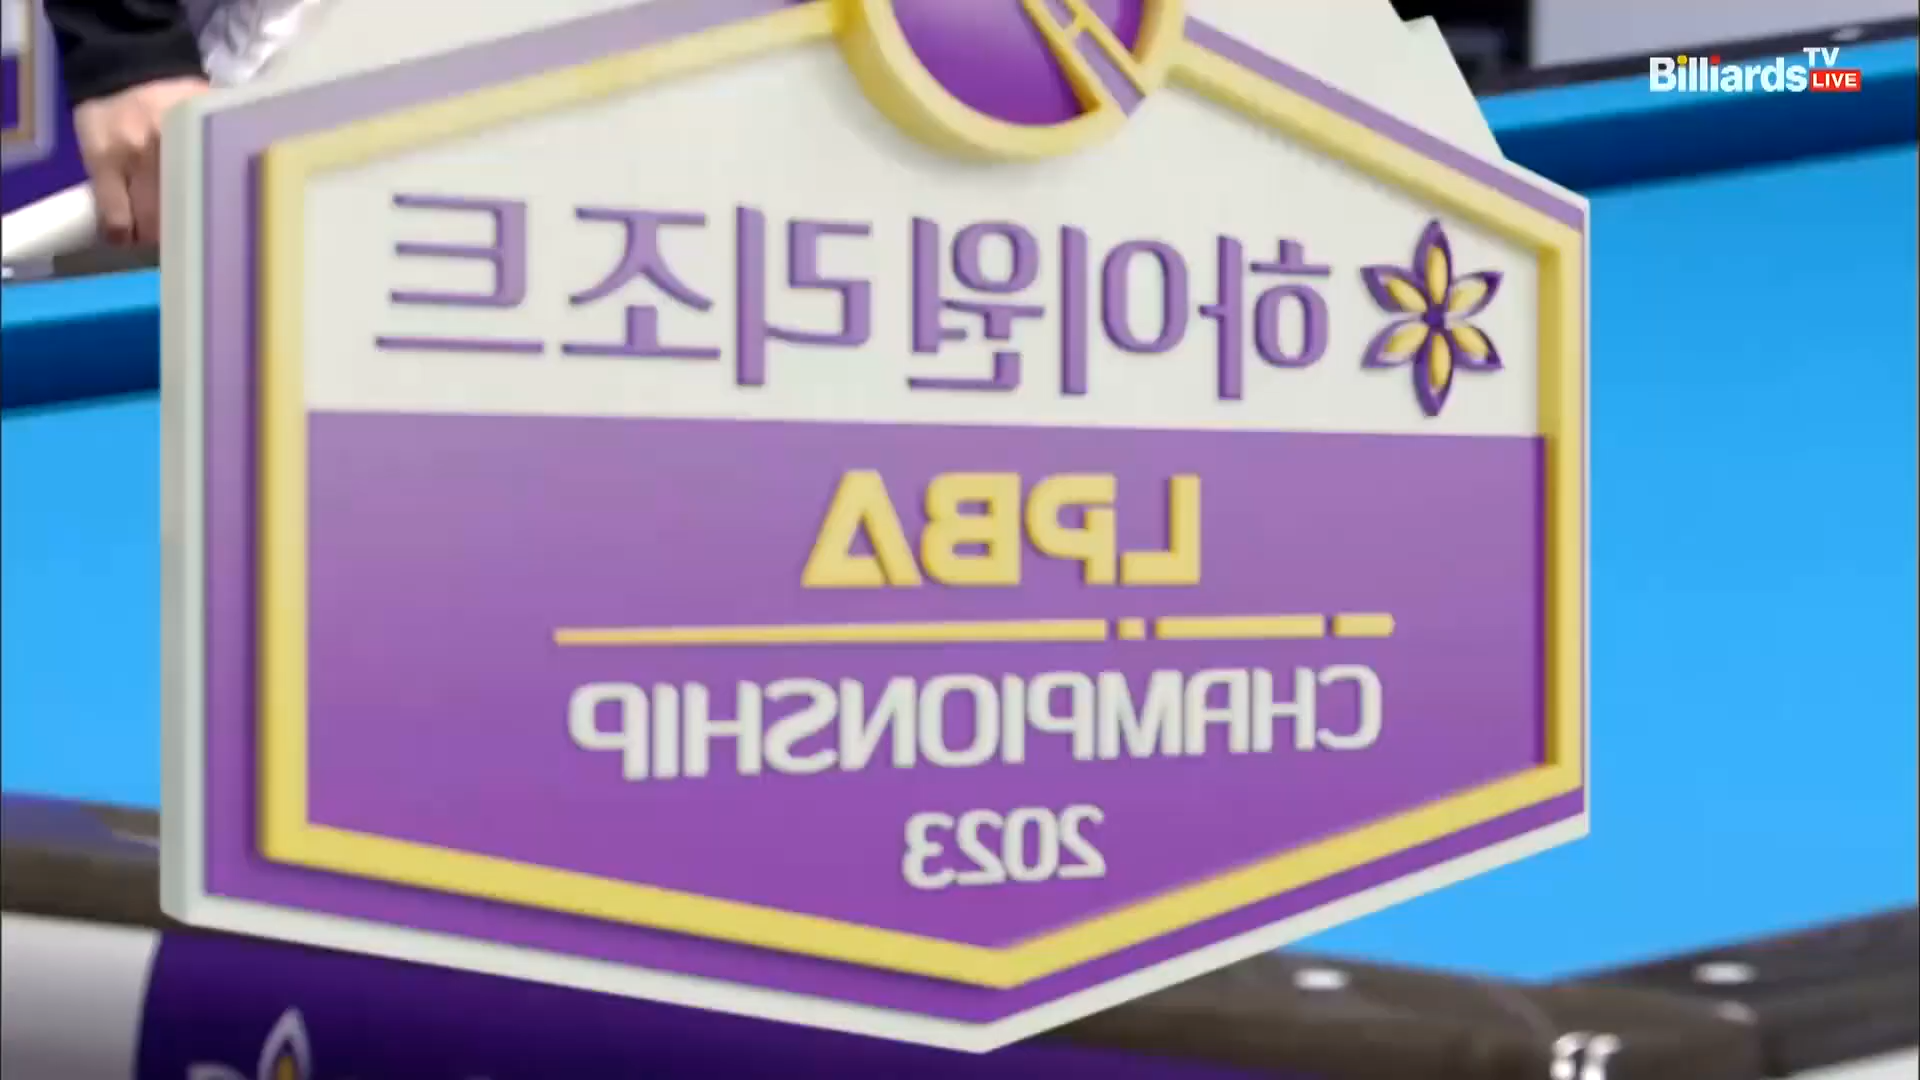 Billiards TV
LIVE
하이원리조트
LPBA
CHAMPIONSHIP
2023